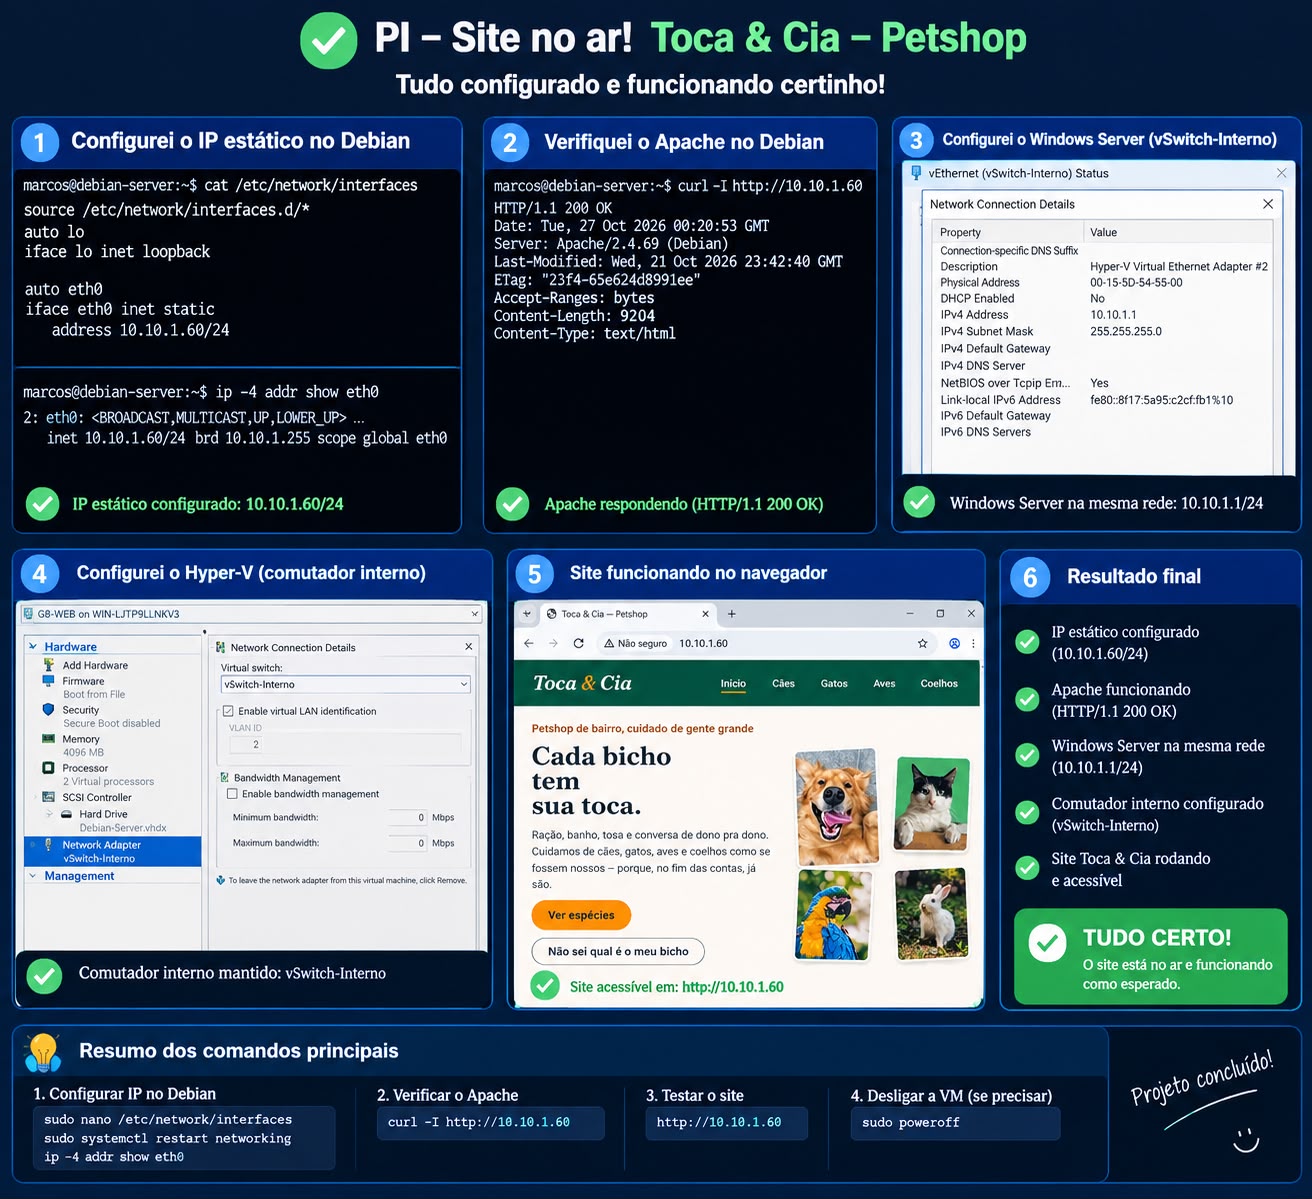 PI – Site no ar! Toca & Cia – Petshop
Tudo configurado e funcionando certinho!
1 Configurei o IP estático no Debian
marcos@debian-server:~$ cat /etc/network/interfaces
source /etc/network/interfaces.d/*
auto lo
iface lo inet loopback
auto eth0
iface eth0 inet static
address 10.10.1.60/24
marcos@debian-server:~$ ip -4 addr show eth0
2: eth0: <BROADCAST,MULTICAST,UP,LOWER_UP> ...
inet 10.10.1.60/24 brd 10.10.1.255 scope global eth0
IP estático configurado: 10.10.1.60/24
2 Verifiquei o Apache no Debian
marcos@debian-server:~$ curl -I http://10.10.1.60
HTTP/1.1 200 OK
Date: Tue, 27 Oct 2026 00:20:53 GMT
Server: Apache/2.4.69 (Debian)
Last-Modified: Wed, 21 Oct 2026 23:42:40 GMT
ETag: "23f4-65e624d8991ee"
Accept-Ranges: bytes
Content-Length: 9204
Content-Type: text/html
Apache respondendo (HTTP/1.1 200 OK)
3 Configurei o Windows Server (vSwitch-Interno)
vEthernet (vSwitch-Interno) Status
Network Connection Details
Property Value
Connection-specific DNS Suffix
Description Hyper-V Virtual Ethernet Adapter #2
Physical Address 00-15-5D-54-55-00
DHCP Enabled No
IPv4 Address 10.10.1.1
IPv4 Subnet Mask 255.255.255.0
IPv4 Default Gateway
IPv4 DNS Server
NetBIOS over Tcpip Em... Yes
Link-local IPv6 Address fe80::8f17:5a95:c2cf:fb1%10
IPv6 Default Gateway
IPv6 DNS Servers
Windows Server na mesma rede: 10.10.1.1/24
4 Configurei o Hyper-V (comutador interno)
G8-WEB on WIN-LJTP9LLNKV3
Hardware
Add Hardware
Firmware
Boot from File
Security
Secure Boot disabled
Memory
4096 MB
Processor
2 Virtual processors
SCSI Controller
Hard Drive
Debian-Server.vhdx
Network Adapter
vSwitch-Interno
Management
Network Connection Details
Virtual switch:
vSwitch-Interno
Enable virtual LAN identification
VLAN ID
2
Bandwidth Management
Enable bandwidth management
Minimum bandwidth: 0 Mbps
Maximum bandwidth: 0 Mbps
To leave the network adapter from this virtual machine, click Remove.
Comutador interno mantido: vSwitch-Interno
5 Site funcionando no navegador
Toca & Cia – Petshop
Não seguro 10.10.1.60
Toca & Cia Início Cães Gatos Aves Coelhos
Petshop de bairro, cuidado de gente grande
Cada bicho
tem
sua toca.
Ração, banho, tosa e conversa de dono pra dono.
Cuidamos de cães, gatos, aves e coelhos como se
fossem nossos – porque, no fim das contas, já
são.
Ver espécies
Não sei qual é o meu bicho
Site acessível em: http://10.10.1.60
6 Resultado final
IP estático configurado
(10.10.1.60/24)
Apache funcionando
(HTTP/1.1 200 OK)
Windows Server na mesma rede
(10.10.1.1/24)
Comutador interno configurado
(vSwitch-Interno)
Site Toca & Cia rodando
e acessível
TUDO CERTO!
O site está no ar e funcionando
como esperado.
Resumo dos comandos principais
1. Configurar IP no Debian
sudo nano /etc/network/interfaces
sudo systemctl restart networking
ip -4 addr show eth0
2. Verificar o Apache
curl -I http://10.10.1.60
3. Testar o site
http://10.10.1.60
4. Desligar a VM (se precisar)
sudo poweroff
Projeto concluído!